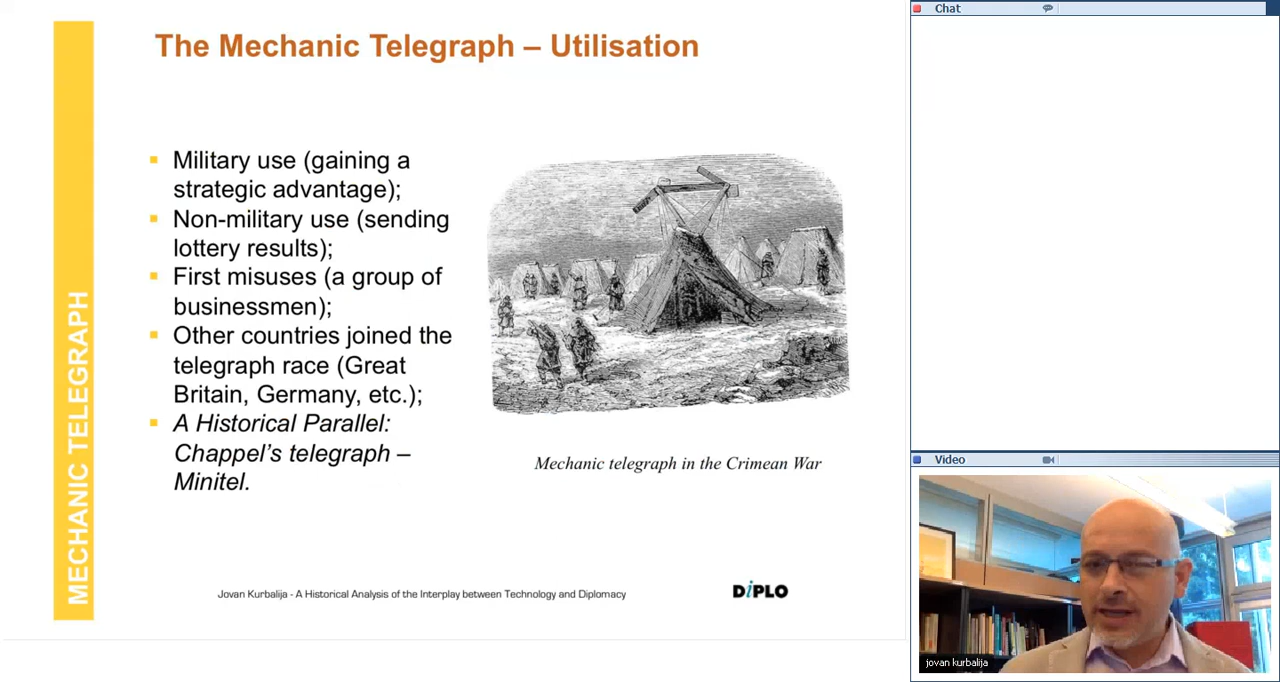 The Mechanic Telegraph – Utilisation
MECHANIC TELEGRAPH
Military use (gaining a
strategic advantage);
Non-military use (sending
lottery results);
First misuses (a group of
businessmen);
Other countries joined the
telegraph race (Great
Britain, Germany, etc.);
A Historical Parallel:
Chappel's telegraph –
Minitel.
Mechanic telegraph in the Crimean War
Jovan Kurbalija - A Historical Analysis of the Interplay between Technology and Diplomacy
DiPLO
Chat
Video
jovan kurbalija